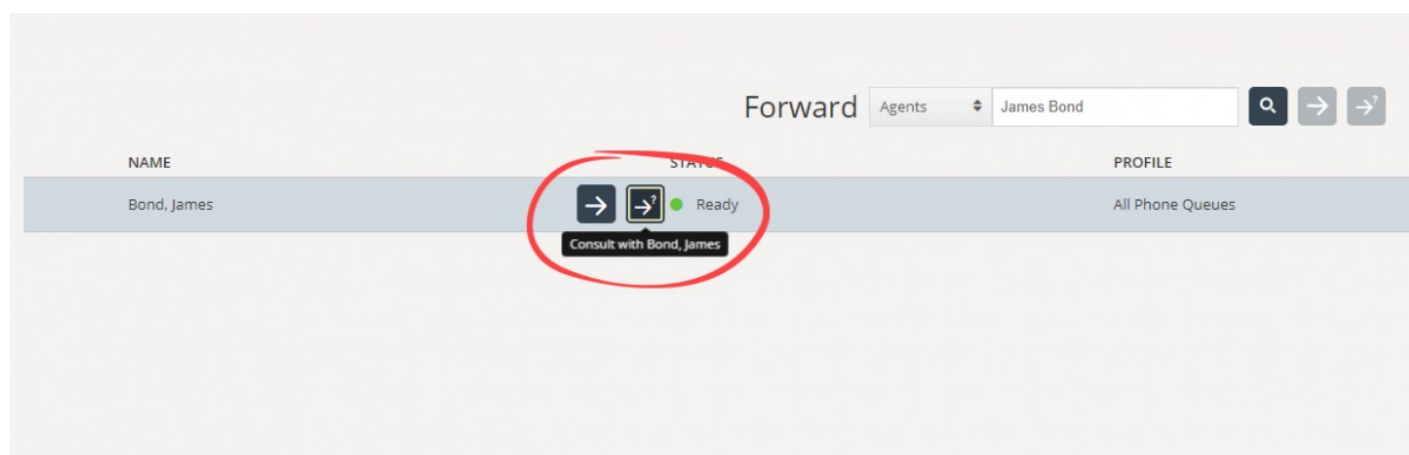 Forward Agents James Bond
NAME STATUS PROFILE
Bond, James Ready All Phone Queues
Consult with Bond, James